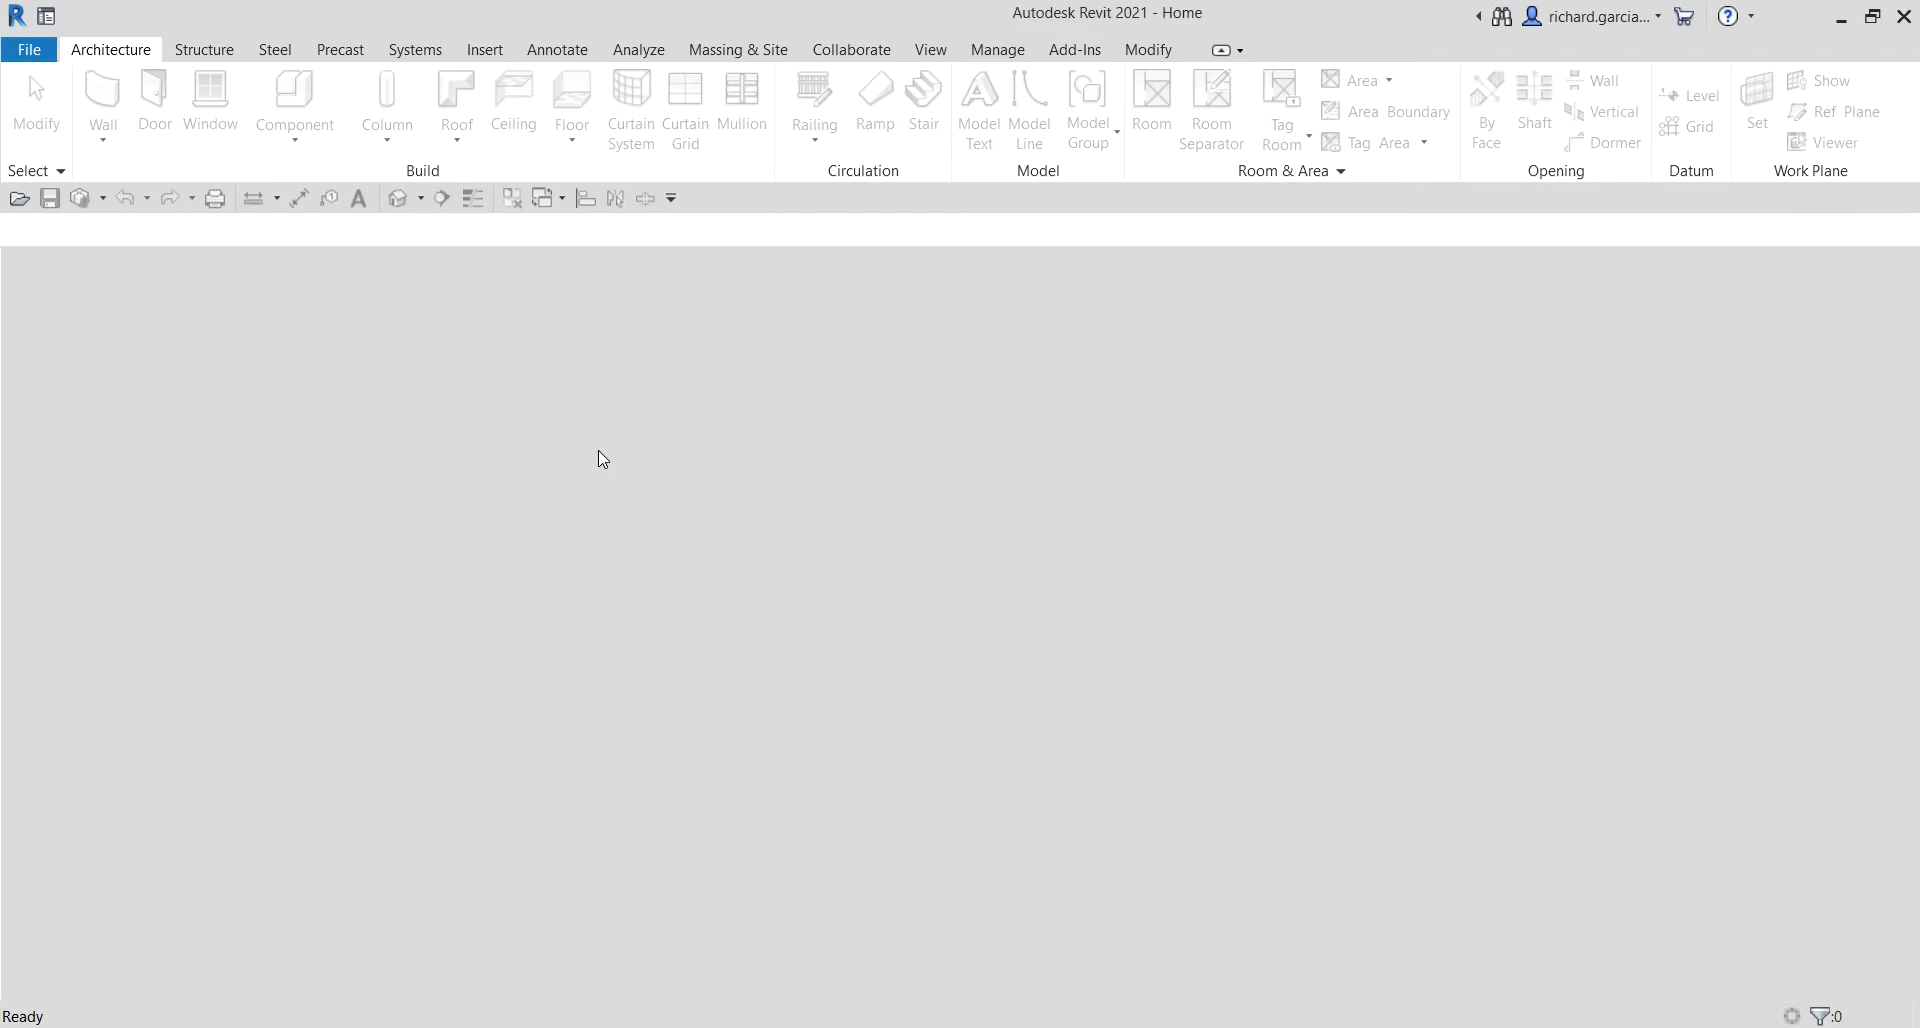 Autodesk Revit 2021 - Home
richard.garcia...
File Architecture Structure Steel Precast Systems Insert Annotate Analyze Massing & Site Collaborate View Manage Add-Ins Modify
Modify
Wall
Door
Window
Component
Column
Roof
Ceiling
Floor
Curtain System
Curtain Grid
Mullion
Railing
Ramp
Stair
Model Text
Model Line
Model Group
Room
Room Separator
Tag Room
Area
Area Boundary
Tag Area
By Face
Shaft
Wall
Vertical
Dormer
Level
Grid
Set
Show
Ref Plane
Viewer
Select Build Circulation Model Room & Area Opening Datum Work Plane
Ready
:0